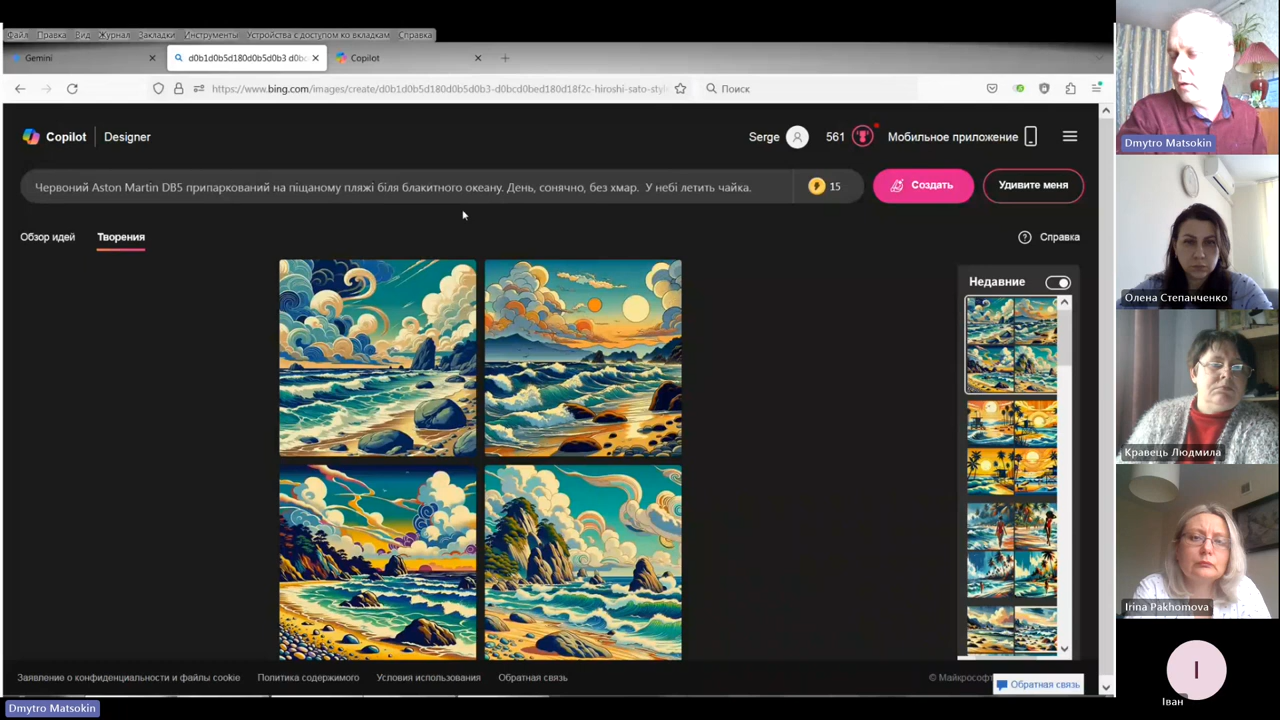 Файл Правка Вид Журнал Закладки Инструменты Устройства с доступом ко вкладкам Справка
Gemini
d0b1d0b5d180d0b5d0b3 d0bc
Copilot
https://www.bing.com/images/create/d0b1d0b5d180d0b5d0b3-d0bcd0bed180d18f2c-hiroshi-sato-style
Поиск
Copilot | Designer
Serge
561
Мобильное приложение
Червоний Aston Martin DB5 припаркований на піщаному пляжі біля блакитного океану. День, сонячно, без хмар. У небі летить чайка.
15
Создать
Удивите меня
Обзор идей
Творения
Справка
Недавние
Заявление о конфиденциальности и файлы cookie
Политика содержимого
Условия использования
Обратная связь
© Майкрософт
Обратная связь
Dmytro Matsokin
Dmytro Matsokin
Олена Степанченко
Кравець Людмила
Irina Pakhomova
I
Іван